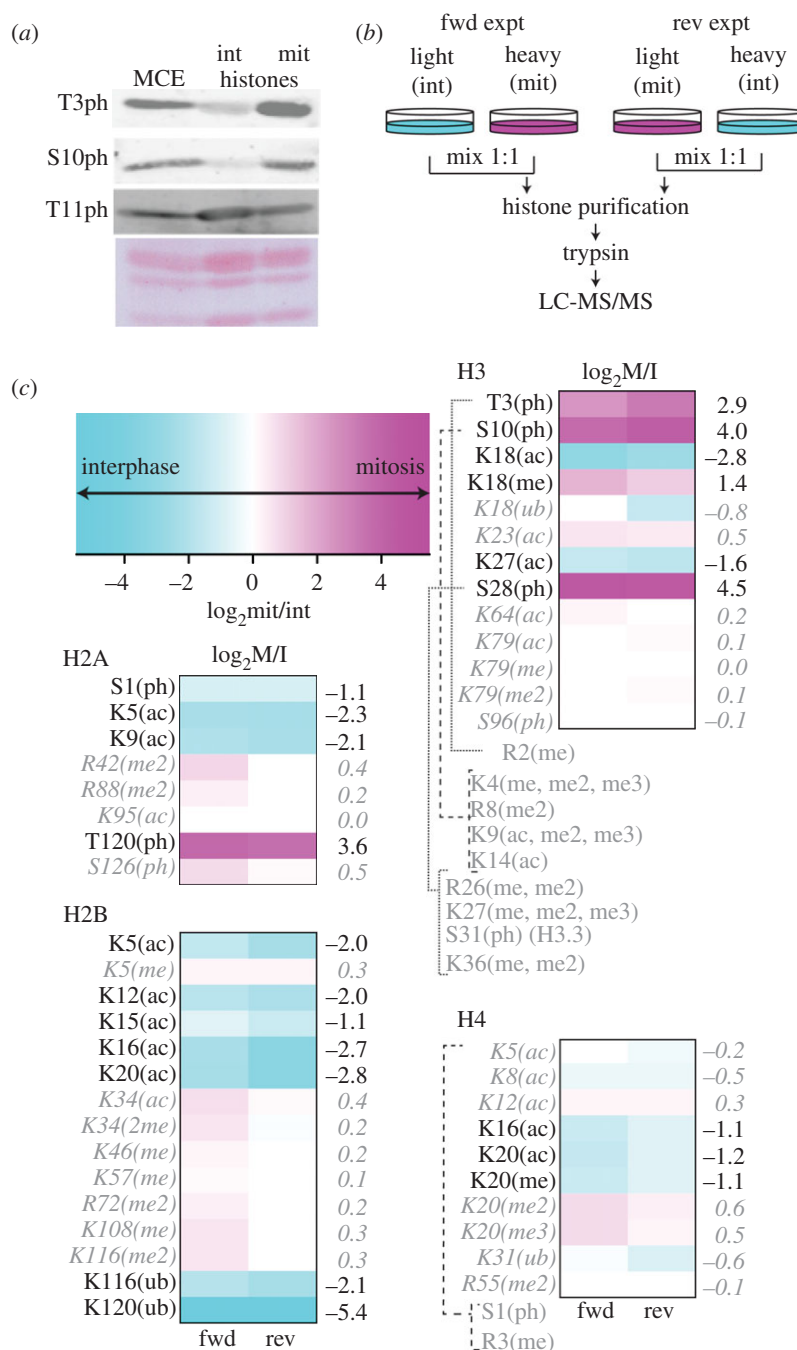 (a)
MCE
int
mit
histones
T3ph
S10ph
T11ph
(b)
fwd expt
rev expt
light (int)
heavy (mit)
light (mit)
heavy (int)
mix 1:1
mix 1:1
histone purification
trypsin
LC-MS/MS
(c)
interphase
mitosis
−4 −2 0 2 4
log2mit/int
H2A
log2M/I
S1(ph) −1.1
K5(ac) −2.3
K9(ac) −2.1
R42(me2) 0.4
R88(me2) 0.2
K95(ac) 0.0
T120(ph) 3.6
S126(ph) 0.5
H2B
K5(ac) −2.0
K5(me) 0.3
K12(ac) −2.0
K15(ac) −1.1
K16(ac) −2.7
K20(ac) −2.8
K34(ac) 0.4
K34(2me) 0.2
K46(me) 0.2
K57(me) 0.1
R72(me2) 0.2
K108(me) 0.3
K116(me2) 0.3
K116(ub) −2.1
K120(ub) −5.4
fwd rev
H3
log2M/I
T3(ph) 2.9
S10(ph) 4.0
K18(ac) −2.8
K18(me) 1.4
K18(ub) −0.8
K23(ac) 0.5
K27(ac) −1.6
S28(ph) 4.5
K64(ac) 0.2
K79(ac) 0.1
K79(me) 0.0
K79(me2) 0.1
S96(ph) −0.1
R2(me)
K4(me, me2, me3)
R8(me2)
K9(ac, me2, me3)
K14(ac)
R26(me, me2)
K27(me, me2, me3)
S31(ph) (H3.3)
K36(me, me2)
H4
K5(ac) −0.2
K8(ac) −0.5
K12(ac) 0.3
K16(ac) −1.1
K20(ac) −1.2
K20(me) −1.1
K20(me2) 0.6
K20(me3) 0.5
K31(ub) −0.6
R55(me2) −0.1
fwd rev
S1(ph)
R3(me)